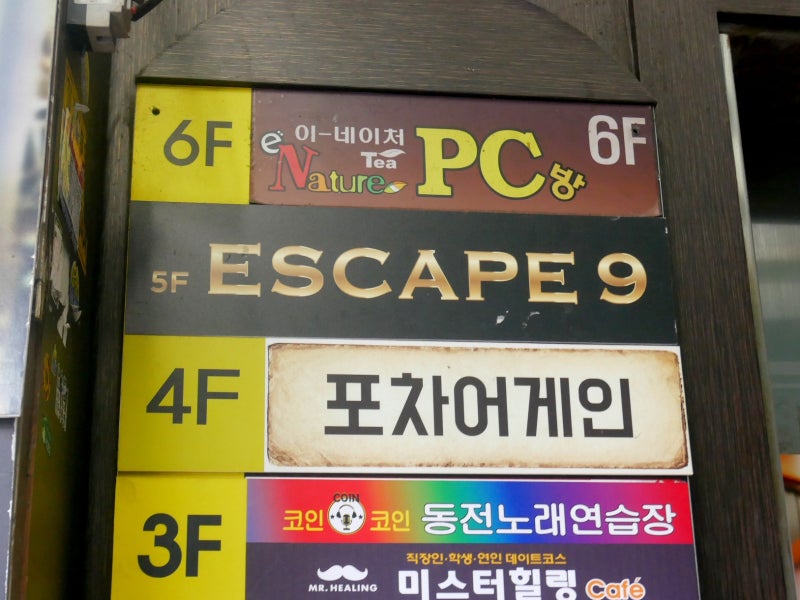 6F
이-네이처
e Nature Tea PC방
6F
5F ESCAPE 9
4F
포차어게인
3F
코인 COIN 코인 동전노래연습장
직장인·학생·연인 데이트코스
MR. HEALING 미스터힐링 Café